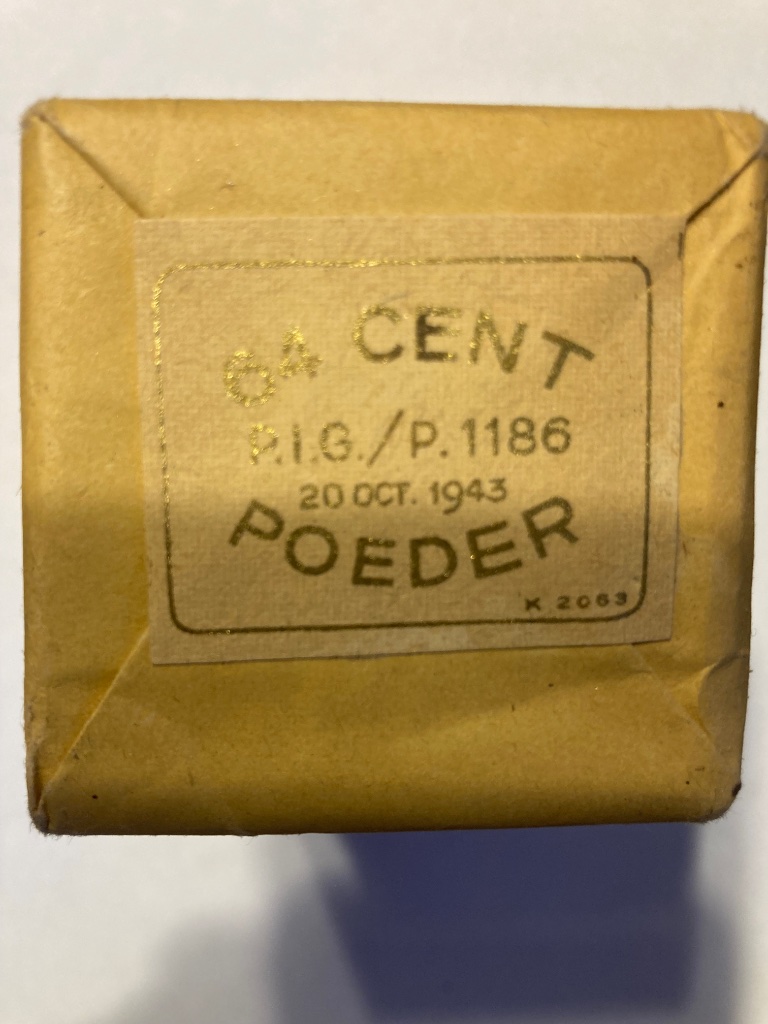 64 CENT
P.I.G./P. 1186
20 OCT. 1943
POEDER
K 2063